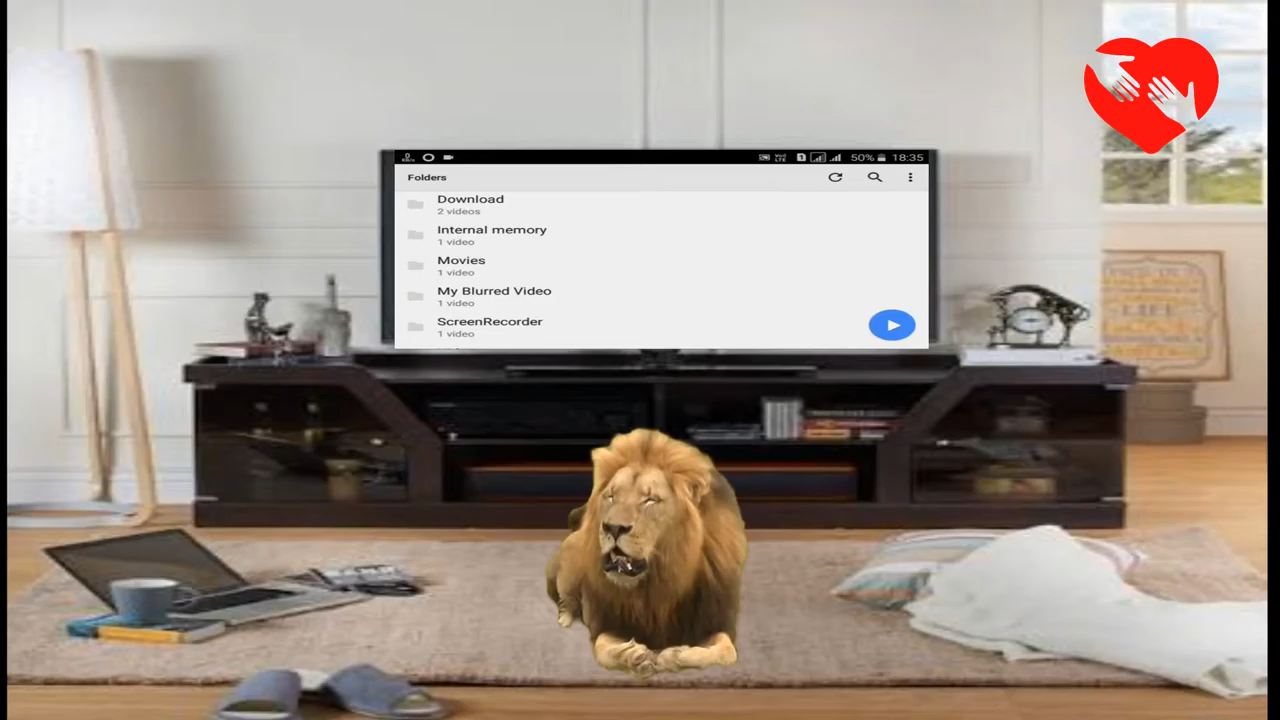 50% 18:35
Folders
Download
2 videos
Internal memory
1 video
Movies
1 video
My Blurred Video
1 video
ScreenRecorder
1 video